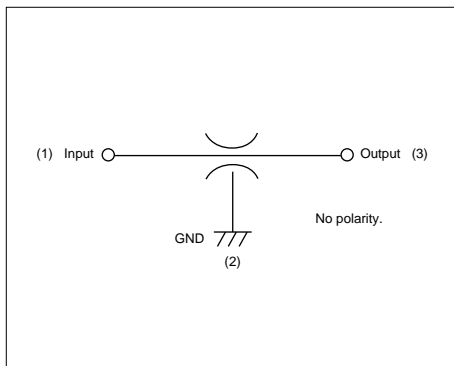 (1) Input Output (3)
No polarity.
GND
(2)